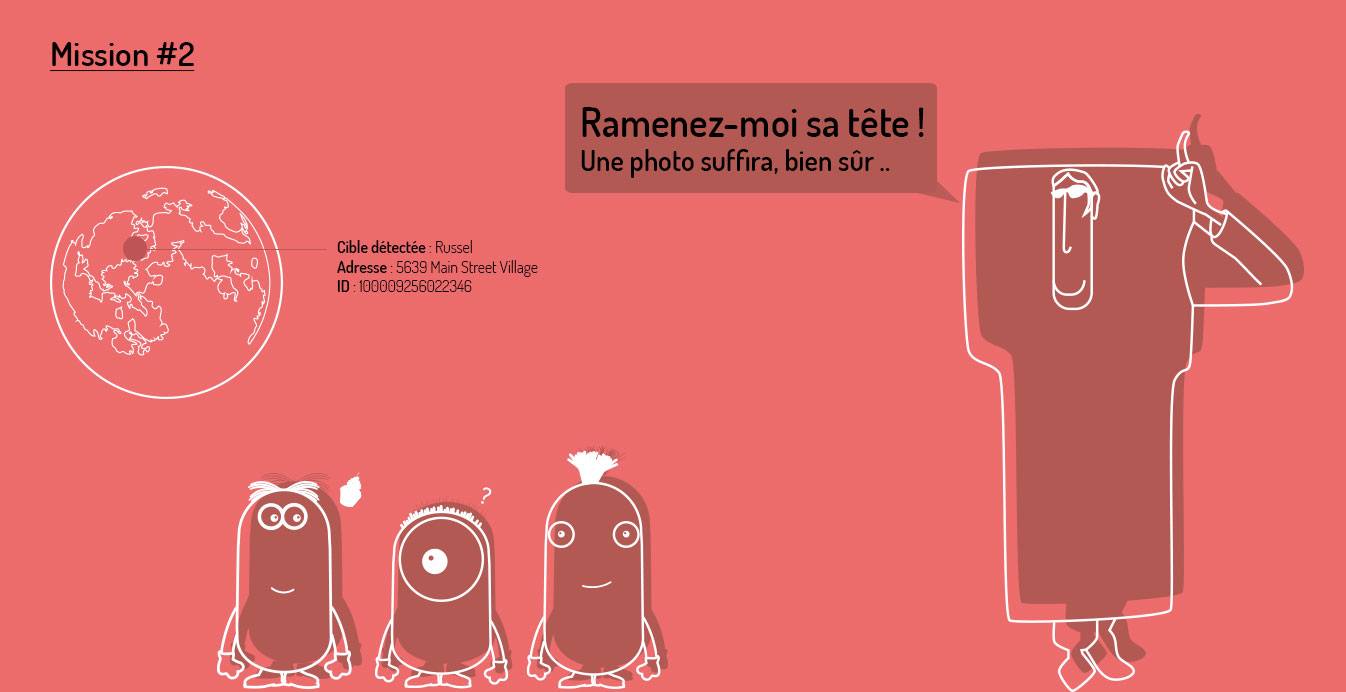 Mission #2
Ramenez-moi sa tête !
Une photo suffira, bien sûr ..
Cible détectée : Russel
Adresse : 5639 Main Street Village
ID : 100009256022346
?